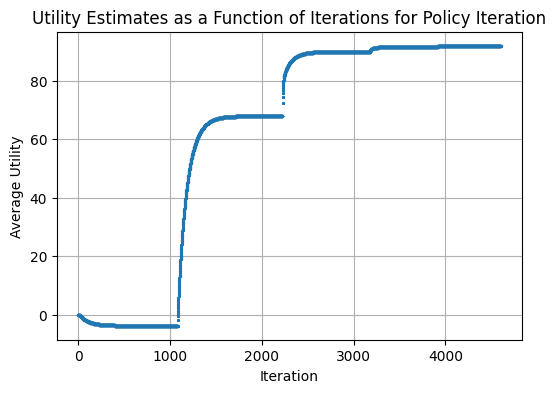 Utility Estimates as a Function of Iterations for Policy Iteration
Average Utility
80
60
40
20
0
0 1000 2000 3000 4000
Iteration